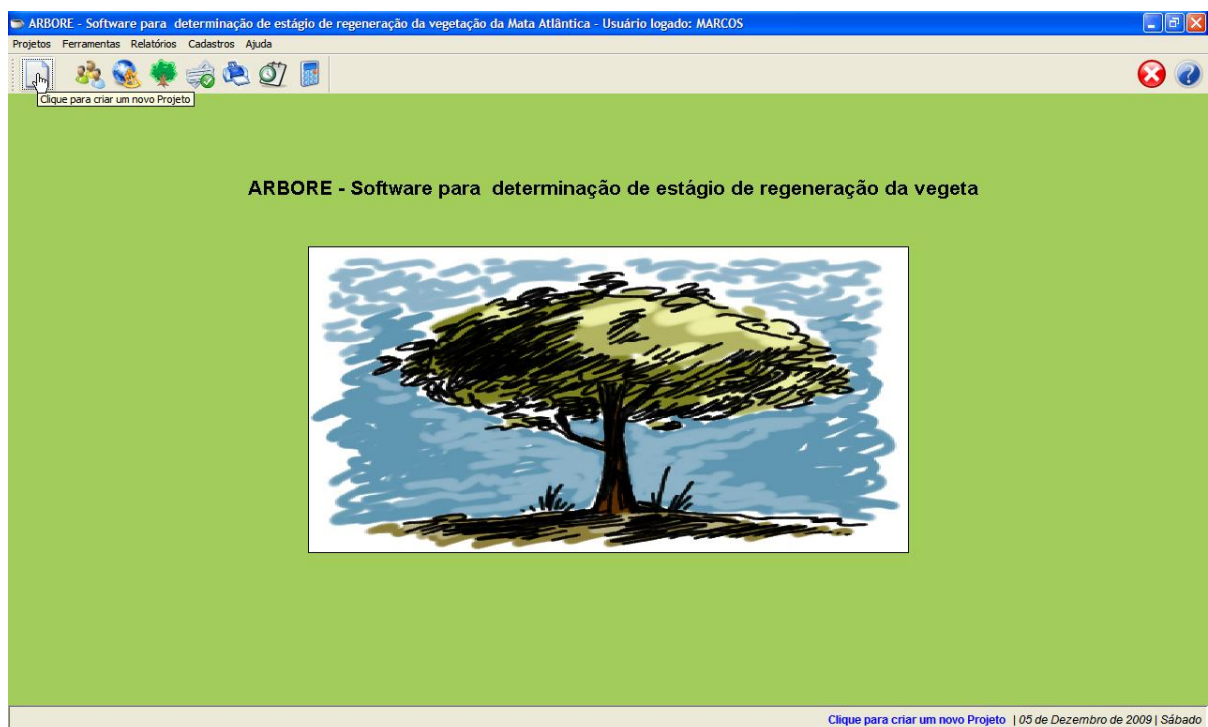 ARBORE - Software para  determinação de estágio de regeneração da vegetação da Mata Atlântica - Usuário logado: MARCOS
Projetos Ferramentas Relatórios Cadastros Ajuda
Clique para criar um novo Projeto
ARBORE - Software para  determinação de estágio de regeneração da vegeta
Clique para criar um novo Projeto | 05 de Dezembro de 2009 | Sábado